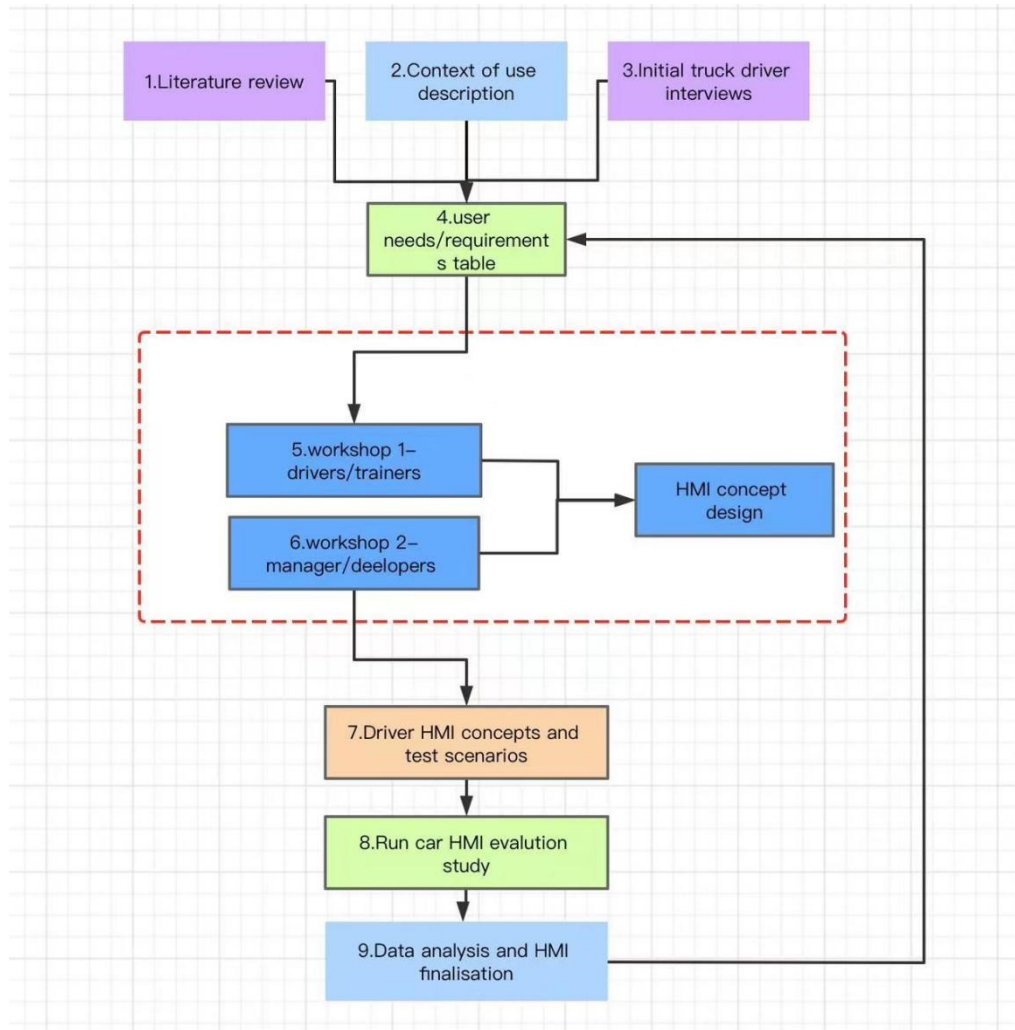 1.Literature review
2.Context of use
description
3.Initial truck driver
interviews
4.user
needs/requirement
s table
5.workshop 1–
drivers/trainers
HMI concept
design
6.workshop 2–
manager/deelopers
7.Driver HMI concepts and
test scenarios
8.Run car HMI evalution
study
9.Data analysis and HMI
finalisation